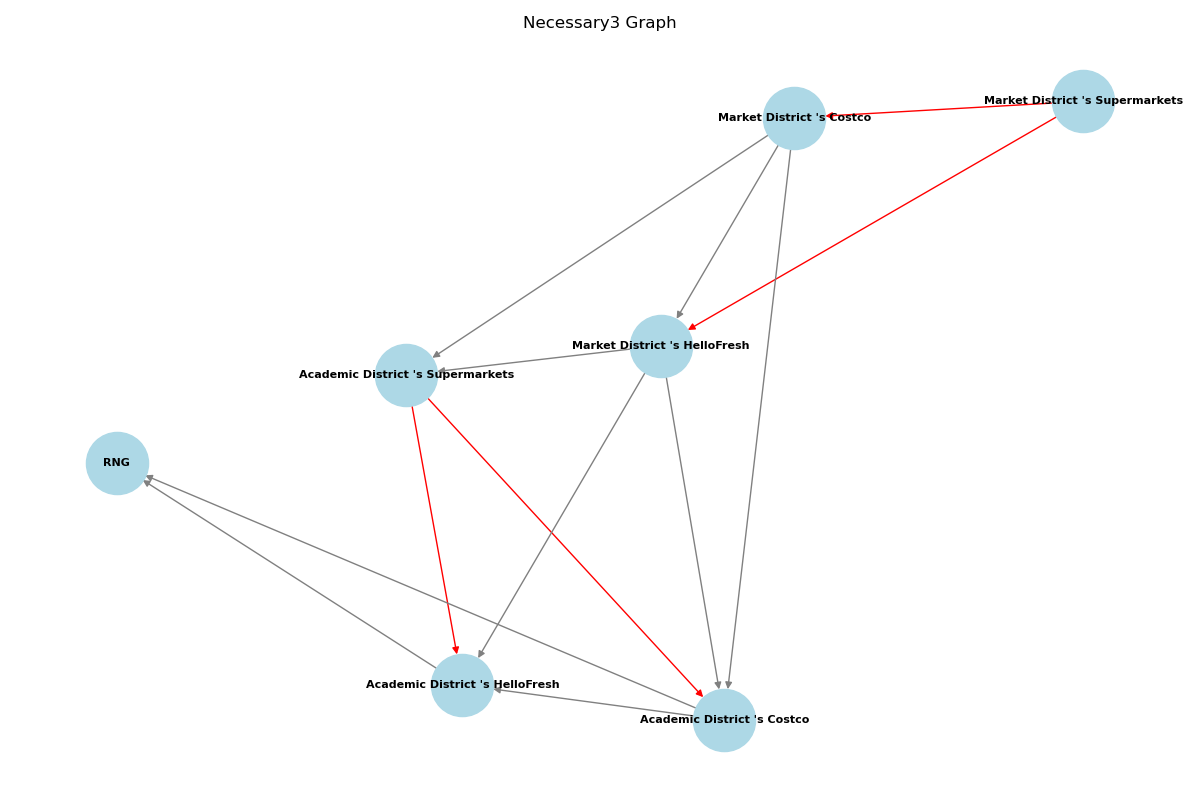 Necessary3 Graph
Market District 's Supermarkets
Market District 's Costco
Market District 's HelloFresh
Academic District 's Supermarkets
RNG
Academic District 's HelloFresh
Academic District 's Costco